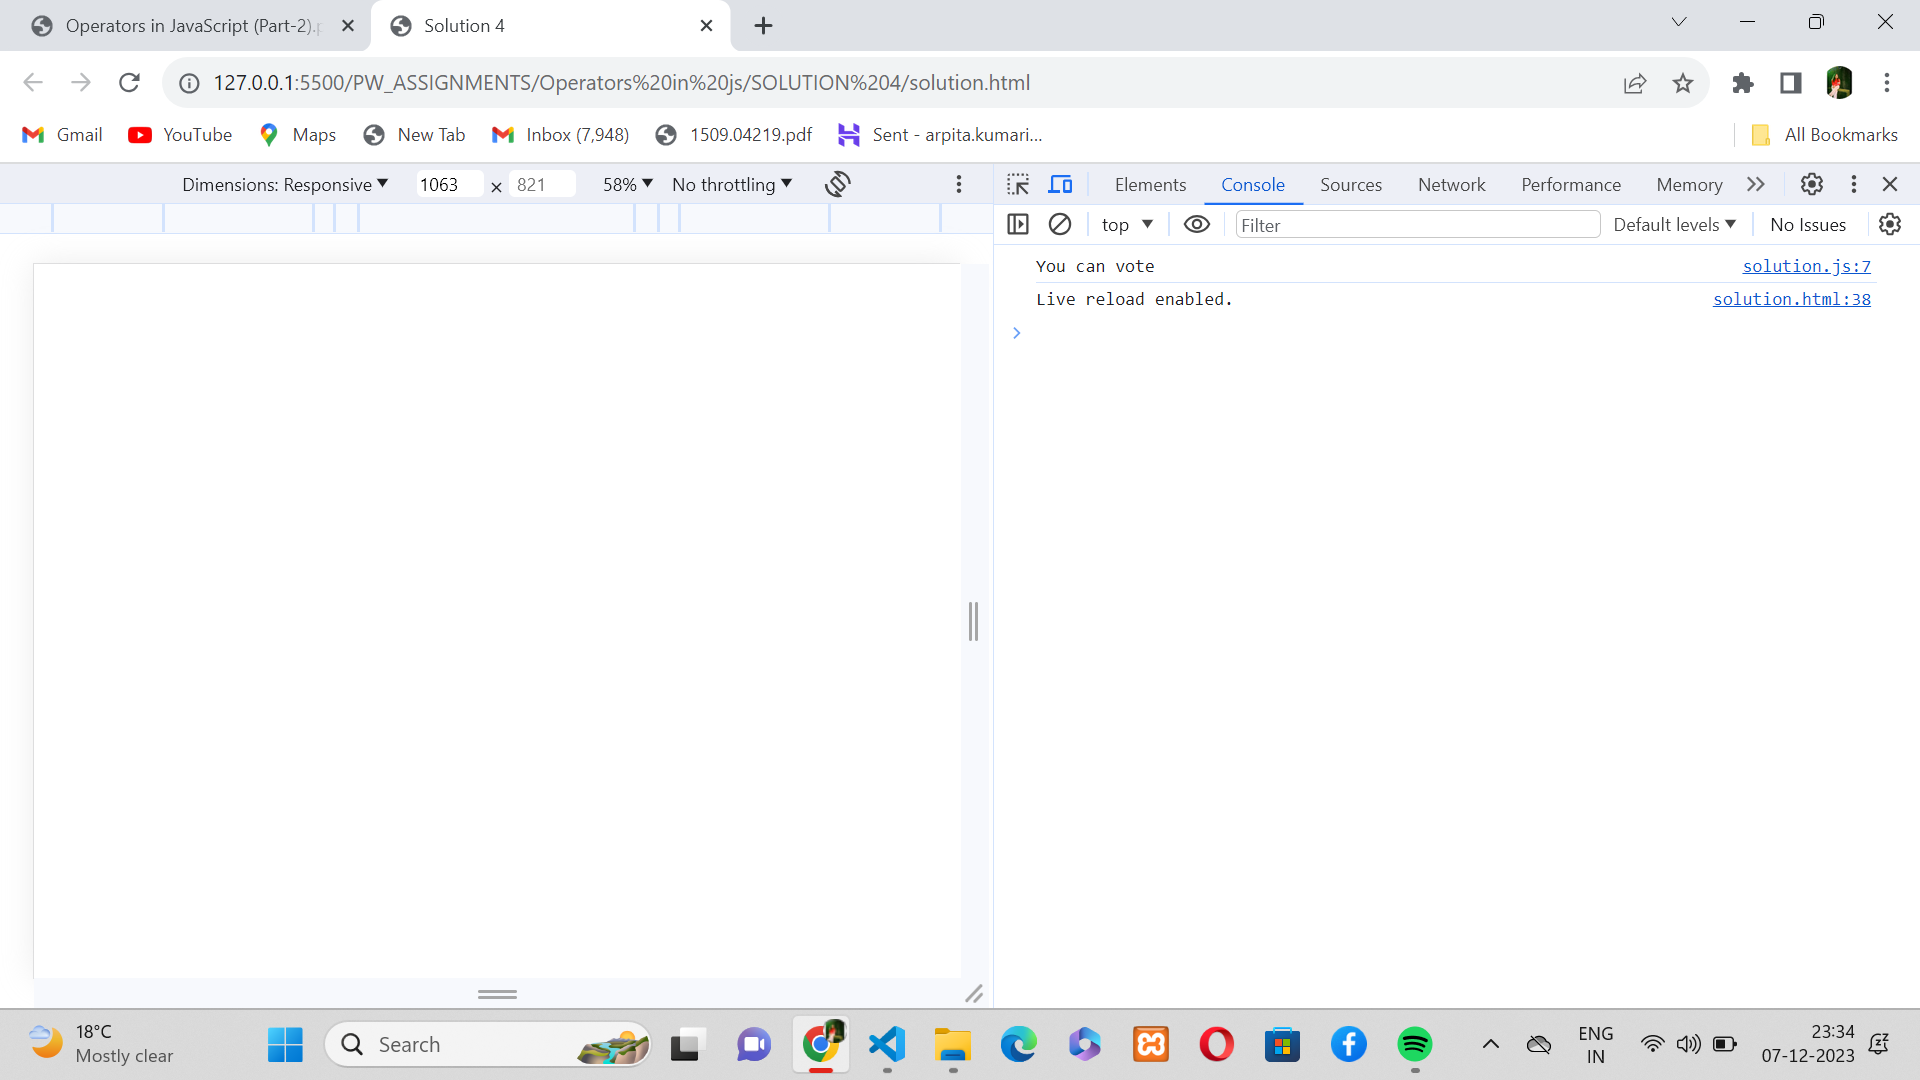 Operators in JavaScript (Part-2).p
Solution 4
127.0.0.1:5500/PW_ASSIGNMENTS/Operators%20in%20js/SOLUTION%204/solution.html
Gmail YouTube Maps New Tab Inbox (7,948) 1509.04219.pdf Sent - arpita.kumari... All Bookmarks
Dimensions: Responsive 1063 × 821 58% No throttling
Elements Console Sources Network Performance Memory
top Filter Default levels No Issues
You can vote solution.js:7
Live reload enabled. solution.html:38
18°C
Mostly clear
Search
ENG
IN
23:34
07-12-2023